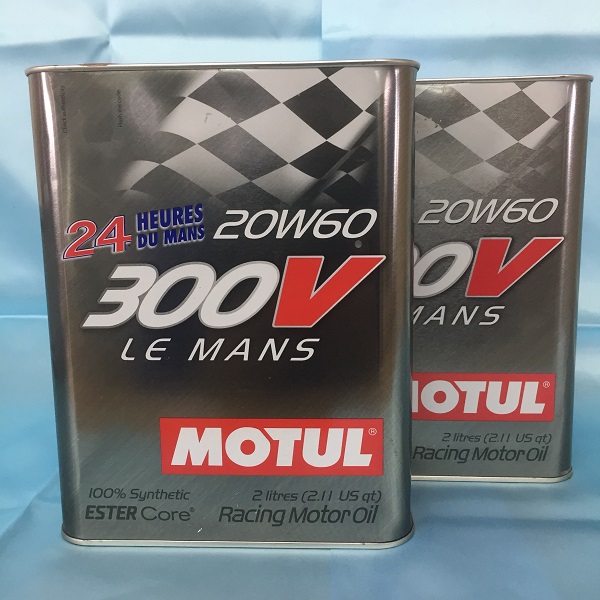 24 HEURES
DU MANS
20W60
300V
LE MANS
MOTUL®
100% Synthetic
ESTER Core®
2 litres (2.11 US qt)
Racing Motor Oil
20W60
00V
MANS
MOTUL®
2 litres (2.11 US qt)
Racing Motor Oil